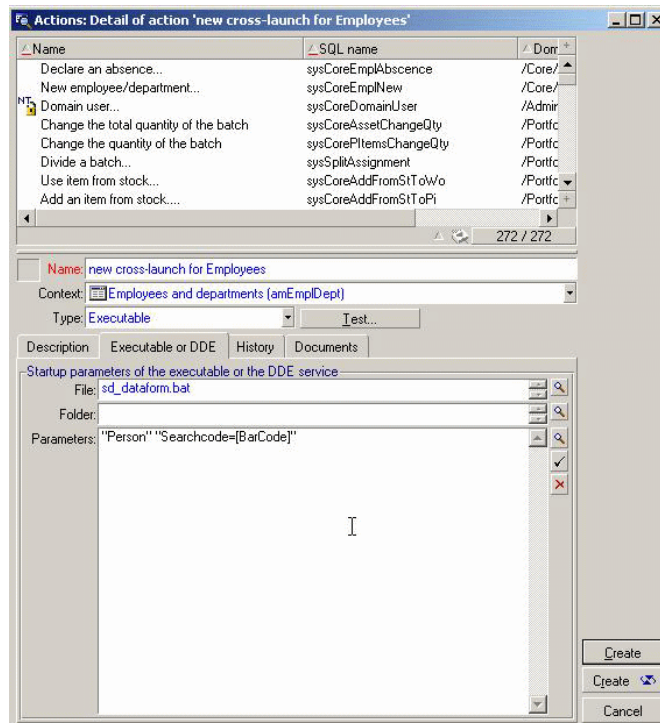 Actions: Detail of action 'new cross-launch for Employees'
Name SQL name Dom
Declare an absence... sysCoreEmplAbscence /Core/
New employee/department... sysCoreEmplNew /Core/
NT Domain user... sysCoreDomainUser /Admir
Change the total quantity of the batch sysCoreAssetChangeQty /Portfc
Change the quantity of the batch sysCorePItemsChangeQty /Portfc
Divide a batch... sysSplitAssignment /Portfc
Use item from stock... sysCoreAddFromStToWo /Portfc
Add an item from stock.... sysCoreAddFromStToPi /Portfc
272 / 272
Name: new cross-launch for Employees
Context: Employees and departments (amEmplDept)
Type: Executable Test...
Description Executable or DDE History Documents
Startup parameters of the executable or the DDE service
File: sd_dataform.bat
Folder:
Parameters: "Person" "Searchcode=[BarCode]"
Create
Create
Cancel